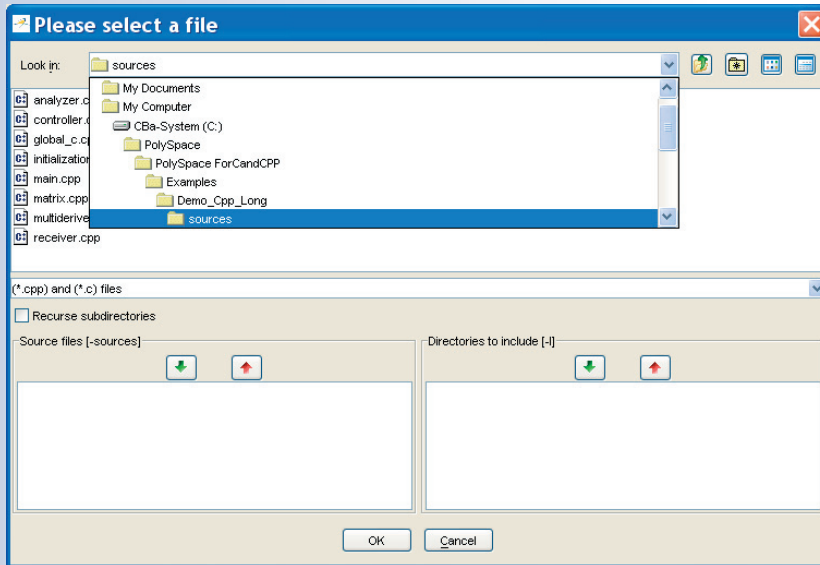 Please select a file
Look in: sources
My Documents
My Computer
CBa-System (C:)
PolySpace
PolySpace ForCandCPP
Examples
Demo_Cpp_Long
sources
analyzer.c
controller.
global_c.c
initialization
main.cpp
matrix.cpp
multiderive
receiver.cpp
(*.cpp) and (*.c) files
Recurse subdirectories
Source files [-sources] Directories to include [-I]
OK Cancel